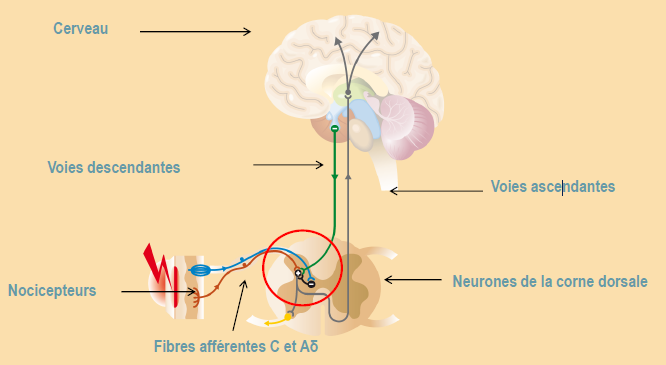 Cerveau
Voies descendantes
Voies ascendantes
Nocicepteurs
Neurones de la corne dorsale
Fibres afférentes C et Aδ